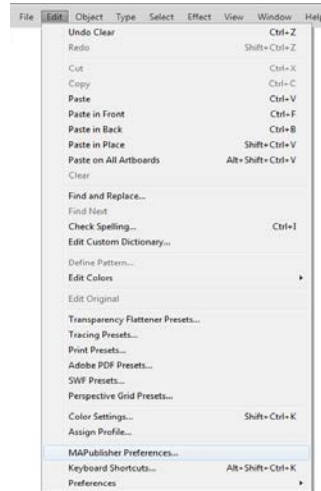 File Edit Object Type Select Effect View Window Help
Undo Clear Ctrl+Z
Redo Shift+Ctrl+Z
Cut Ctrl+X
Copy Ctrl+C
Paste Ctrl+V
Paste in Front Ctrl+F
Paste in Back Ctrl+B
Paste in Place Shift+Ctrl+V
Paste on All Artboards Alt+Shift+Ctrl+V
Clear
Find and Replace...
Find Next
Check Spelling... Ctrl+I
Edit Custom Dictionary...
Define Pattern...
Edit Colors
Edit Original
Transparency Flattener Presets...
Tracing Presets...
Print Presets...
Adobe PDF Presets...
SWF Presets...
Perspective Grid Presets...
Color Settings... Shift+Ctrl+K
Assign Profile...
MAPublisher Preferences...
Keyboard Shortcuts... Alt+Shift+Ctrl+K
Preferences